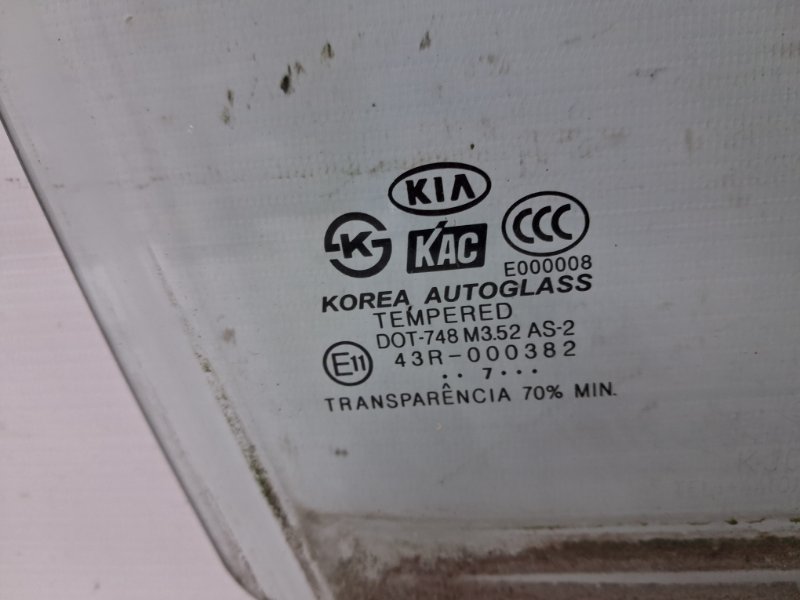 KIA
K
KAC
CCC
E000008
KOREA AUTOGLASS
TEMPERED
DOT-748 M3.52 AS-2
E11
43R-000382
.. 7 ...
TRANSPARÊNCIA 70% MIN.